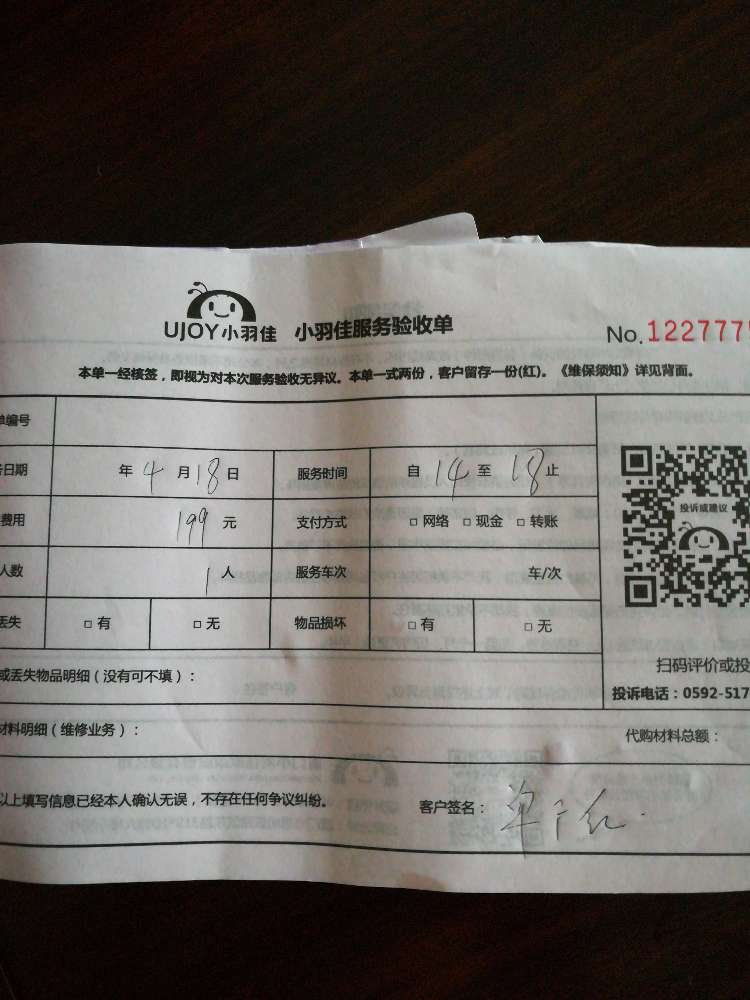 UJOY小羽佳 小羽佳服务验收单
No. 1227775
本单一经核签，即视为对本次服务验收无异议。本单一式两份，客户留存一份(红)。《维保须知》详见背面。
单编号
日期 年 4 月 18 日 服务时间 自 14 至 18 止
费用 199 元 支付方式 □ 网络 □ 现金 □ 转账
投诉或建议
人数 1 人 服务车次 车/次
丢失 □ 有 □ 无 物品损坏 □ 有 □ 无
扫码评价或投
或丢失物品明细（没有可不填）：
投诉电话：0592-517
材料明细（维修业务）： 代购材料总额：
以上填写信息已经本人确认无误，不存在任何争议纠纷。 客户签名：